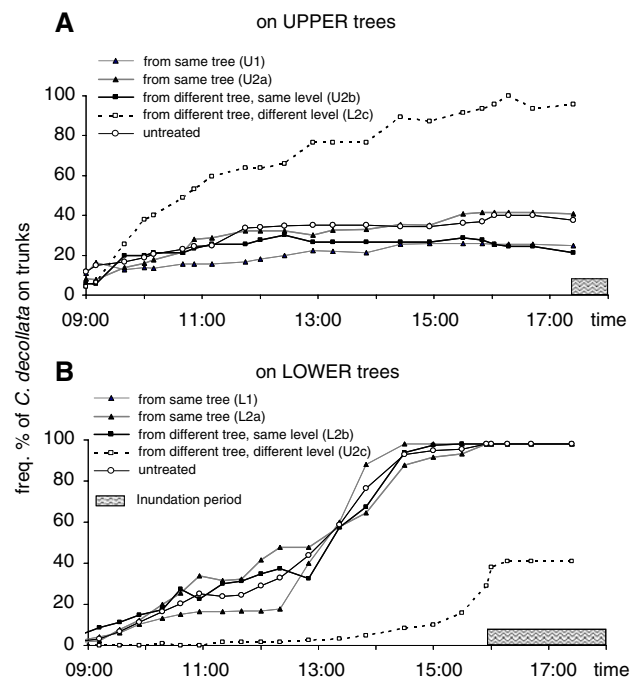 A
on UPPER trees
from same tree (U1)
from same tree (U2a)
from different tree, same level (U2b)
from different tree, different level (L2c)
untreated
100
80
60
40
20
0
09:00 11:00 13:00 15:00 17:00 time
freq. % of C. decollata on trunks
B
on LOWER trees
from same tree (L1)
from same tree (L2a)
from different tree, same level (L2b)
from different tree, different level (U2c)
untreated
Inundation period
100
80
60
40
20
0
09:00 11:00 13:00 15:00 17:00 time